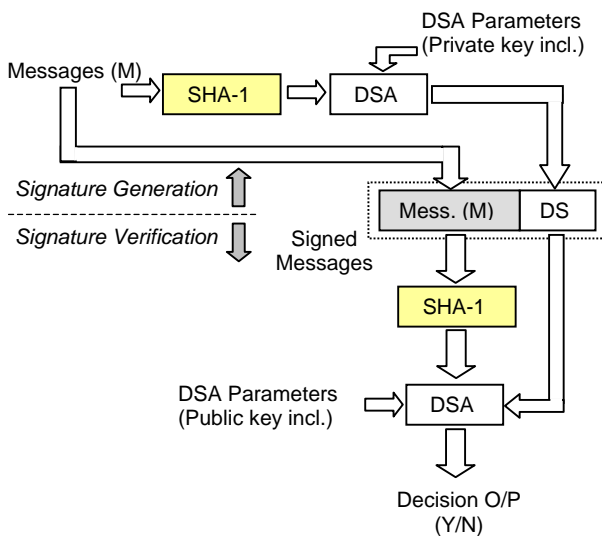 DSA Parameters
(Private key incl.)
Messages (M)
SHA-1
DSA
Signature Generation
Signature Verification
Mess. (M)
DS
Signed
Messages
SHA-1
DSA Parameters
(Public key incl.)
DSA
Decision O/P
(Y/N)